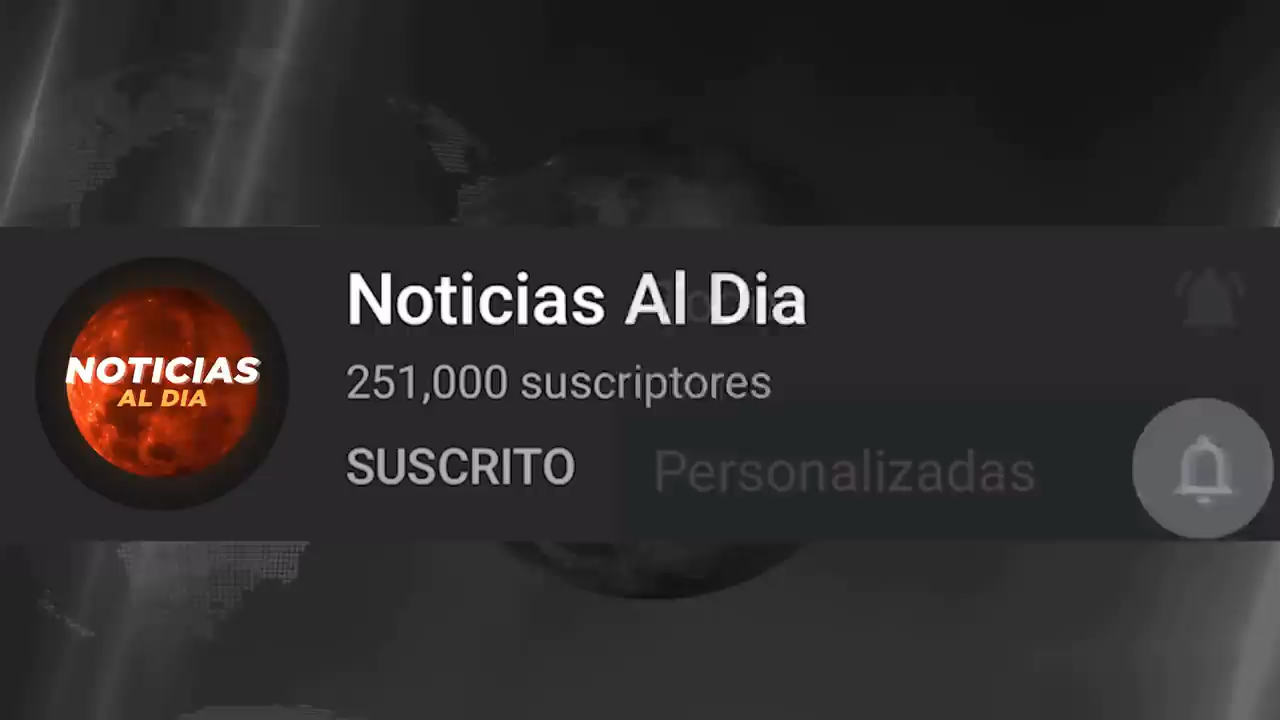 NOTICIAS
AL DIA
Noticias Al Dia
251,000 suscriptores
SUSCRITO
Personalizadas